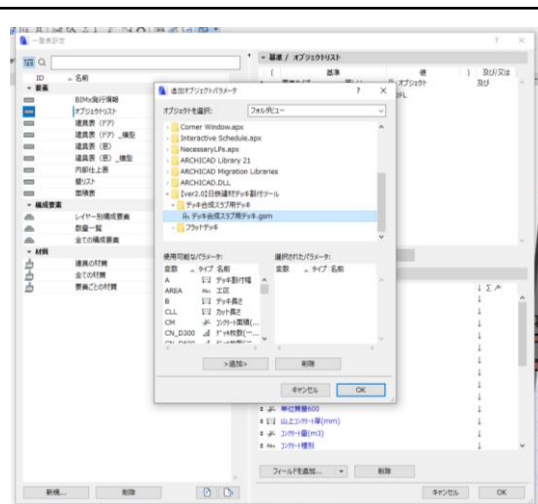 一覧表設定
ID
名前
要素
BIMx発行情報
オブジェクトリスト
建具表（ドア）
建具表（ドア）_横型
建具表（窓）
建具表（窓）_横型
内部仕上表
壁リスト
面積表
構成要素
レイヤー別構成要素
数量一覧
全ての構成要素
材質
建具の材質
全ての材質
要素ごとの材質
新規...
削除
基準 / オブジェクトリスト
(
基準
値
)
及び/又は
オブジェクト
及び
追加オブジェクトパラメータ
?
×
オブジェクトを選択:
フォルダビュー
Corner Window.apx
Interactive Schedule.apx
NecessaryLPs.apx
ARCHICAD Library 21
ARCHICAD Migration Libraries
ARCHICAD.DLL
[ver2.0]日鉄建材デッキ割付ツール
デッキ合成スラブ用デッキ
デッキ合成スラブ用デッキ.gsm
フラットデッキ
使用可能なパラメータ:
選択されたパラメータ:
変数
タイプ
名前
変数
タイプ
名前
A
デッキ割付幅
AREA
Abc
工区
B
デッキ長さ
CLL
カット長さ
CM
コンクリート面積(...
CN_D300
デッキ枚数(一...
>追加>
削除
キャンセル
OK
単位質量600
山上コンクリート厚(mm)
コンクリート量(m3)
Abc
コンクリート種別
フィールドを追加...
削除
キャンセル
OK